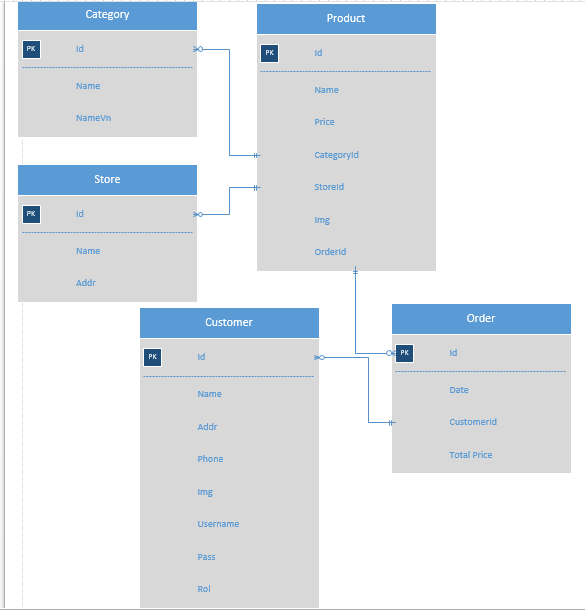 Category
PK
Id
Name
NameVn
Product
PK
Id
Name
Price
CategoryId
StoreId
Img
OrderId
Store
PK
Id
Name
Addr
Customer
PK
Id
Name
Addr
Phone
Img
Username
Pass
Rol
Order
PK
Id
Date
CustomerId
Total Price